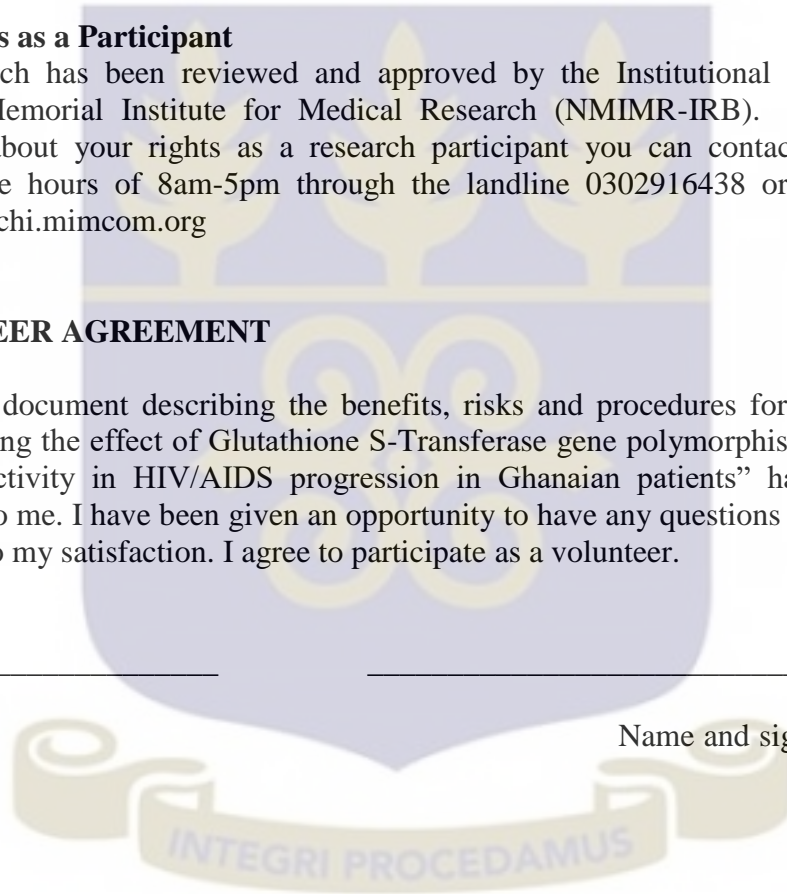 s as a Participant
ch has been reviewed and approved by the Institutional
Memorial Institute for Medical Research (NMIMR-IRB).
about your rights as a research participant you can contac
e hours of 8am-5pm through the landline 0302916438 or
chi.mimcom.org
EER AGREEMENT
document describing the benefits, risks and procedures for
ng the effect of Glutathione S-Transferase gene polymorphis
ctivity in HIV/AIDS progression in Ghanaian patients” ha
o me. I have been given an opportunity to have any questions
o my satisfaction. I agree to participate as a volunteer.
Name and sig
INTEGRI PROCEDAMUS